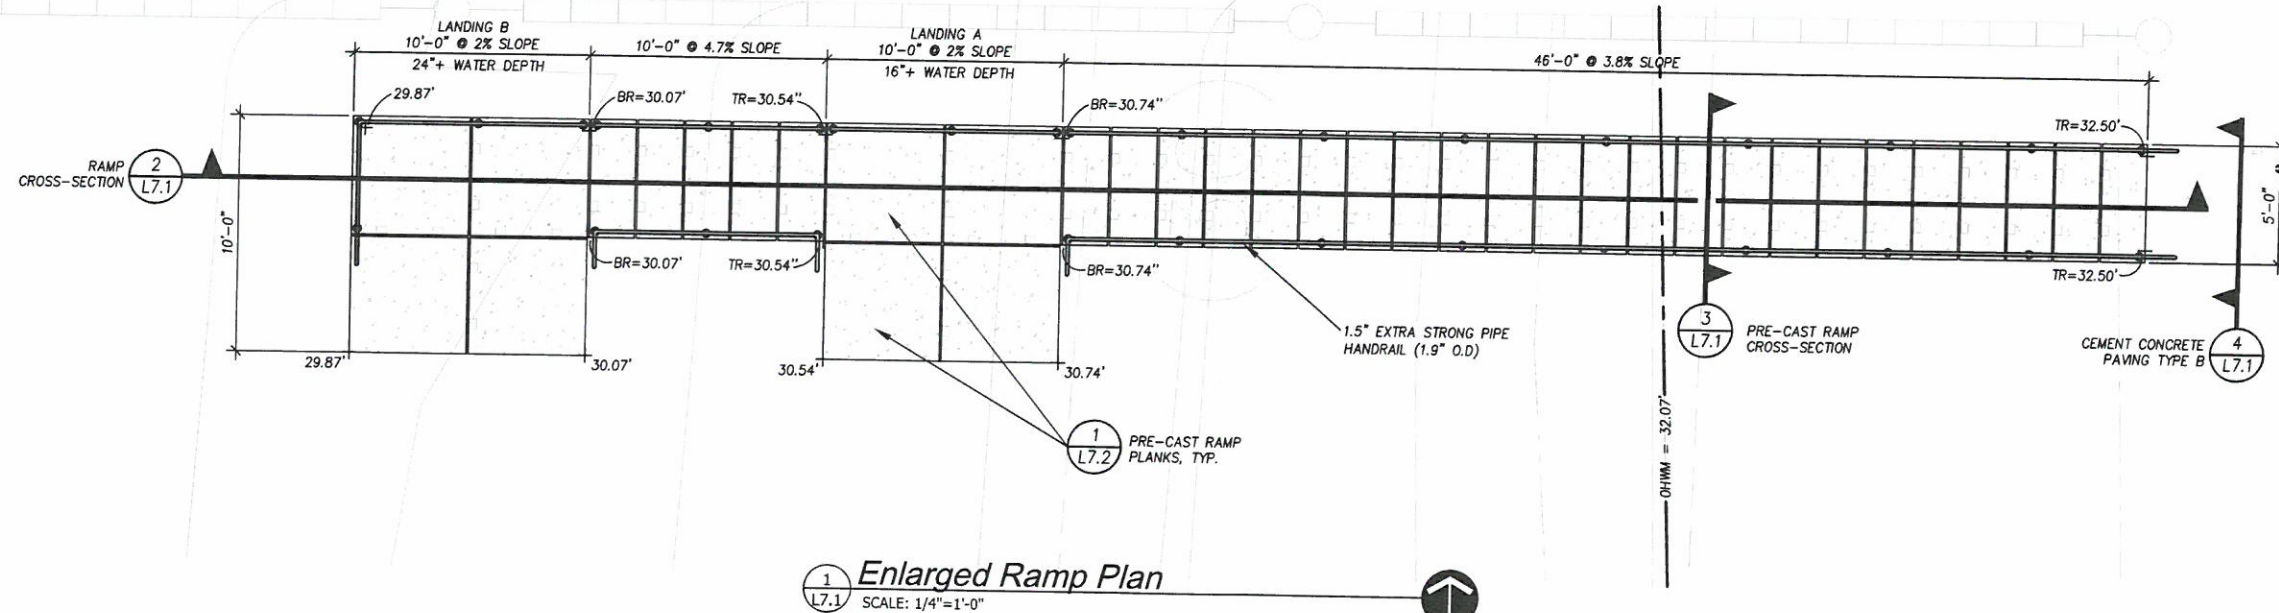 LANDING B
10'-0" @ 2% SLOPE
24"+ WATER DEPTH
10'-0" @ 4.7% SLOPE
LANDING A
10'-0" @ 2% SLOPE
16"+ WATER DEPTH
46'-0" @ 3.8% SLOPE
29.87'
BR=30.07'
TR=30.54"
BR=30.74"
TR=32.50'
RAMP
CROSS-SECTION
2
L7.1
10'-0"
5'-0"
BR=30.07'
TR=30.54"
BR=30.74"
TR=32.50'
29.87'
30.07'
30.54'
30.74'
1.5" EXTRA STRONG PIPE
HANDRAIL (1.9" O.D)
3
L7.1
PRE-CAST RAMP
CROSS-SECTION
CEMENT CONCRETE
PAVING TYPE B
4
L7.1
OHWM = 32.07'
1
L7.2
PRE-CAST RAMP
PLANKS, TYP.
1
L7.1
Enlarged Ramp Plan
SCALE: 1/4"=1'-0"